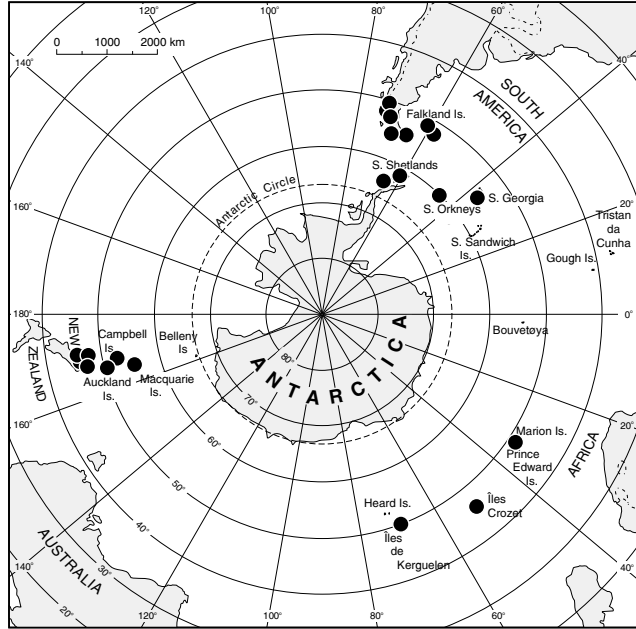 120°
100°
80°
60°
0 1000 2000 km
140°
40°
SOUTH
AMERICA
Falkland Is.
S. Shetlands
Antarctic Circle
160°
S. Orkneys
S. Georgia
20°
S. Sandwich
Is.
Tristan
da
Cunha
Gough Is.
180°
NEW
ZEALAND
Campbell
Is
Belleny
Is
Bouvetøya
0°
Auckland
Is.
Macquarie
Is.
ANTARCTICA
80°
70°
60°
50°
40°
30°
20°
160°
20°
Marion Is.
Prince
Edward
Is.
AFRICA
Heard Is.
Îles
Crozet
Îles
de
Kerguelen
AUSTRALIA
140°
40°
120°
100°
80°
60°